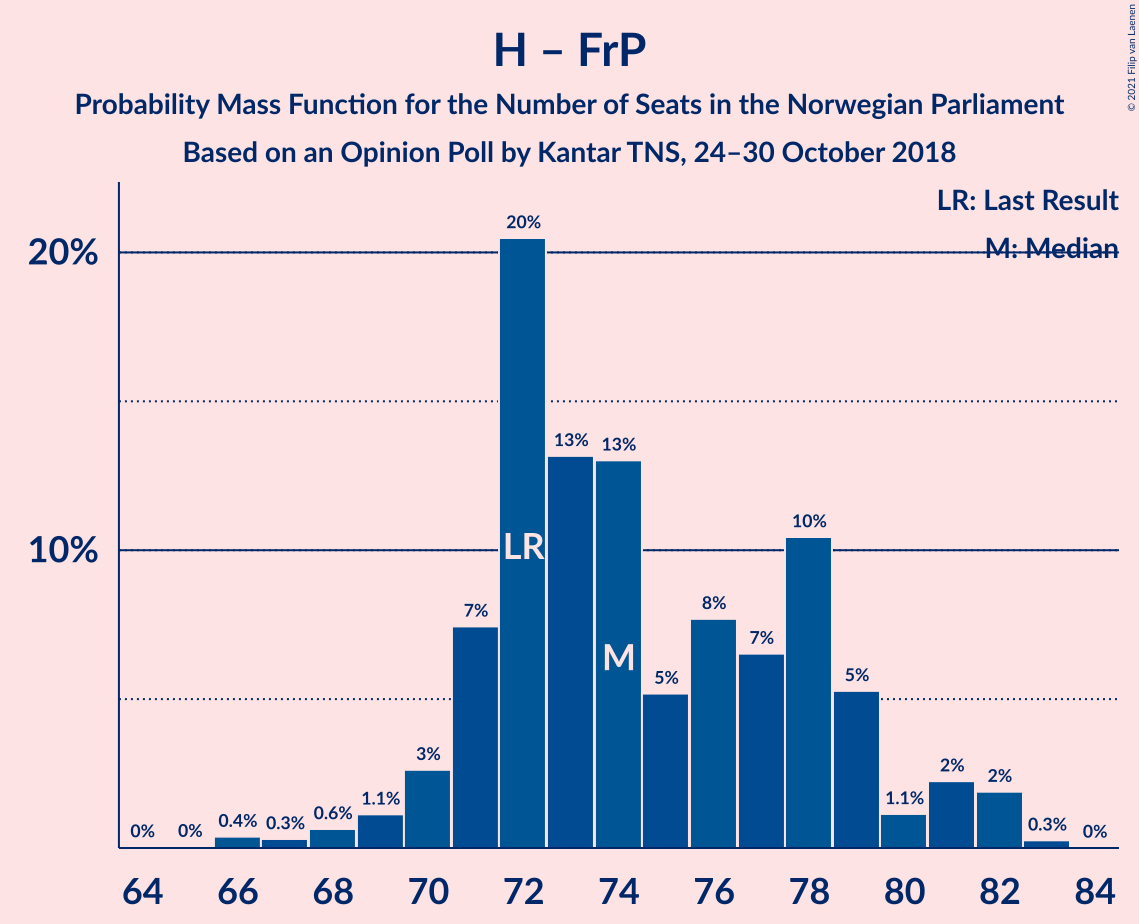 H – FrP
Probability Mass Function for the Number of Seats in the Norwegian Parliament
Based on an Opinion Poll by Kantar TNS, 24–30 October 2018
© 2021 Filip van Laenen
LR: Last Result
M: Median
20%
10%
0%
0%
0.4%
0.3%
0.6%
1.1%
3%
7%
20%
13%
13%
5%
8%
7%
10%
5%
1.1%
2%
2%
0.3%
0%
LR
M
64 66 68 70 72 74 76 78 80 82 84